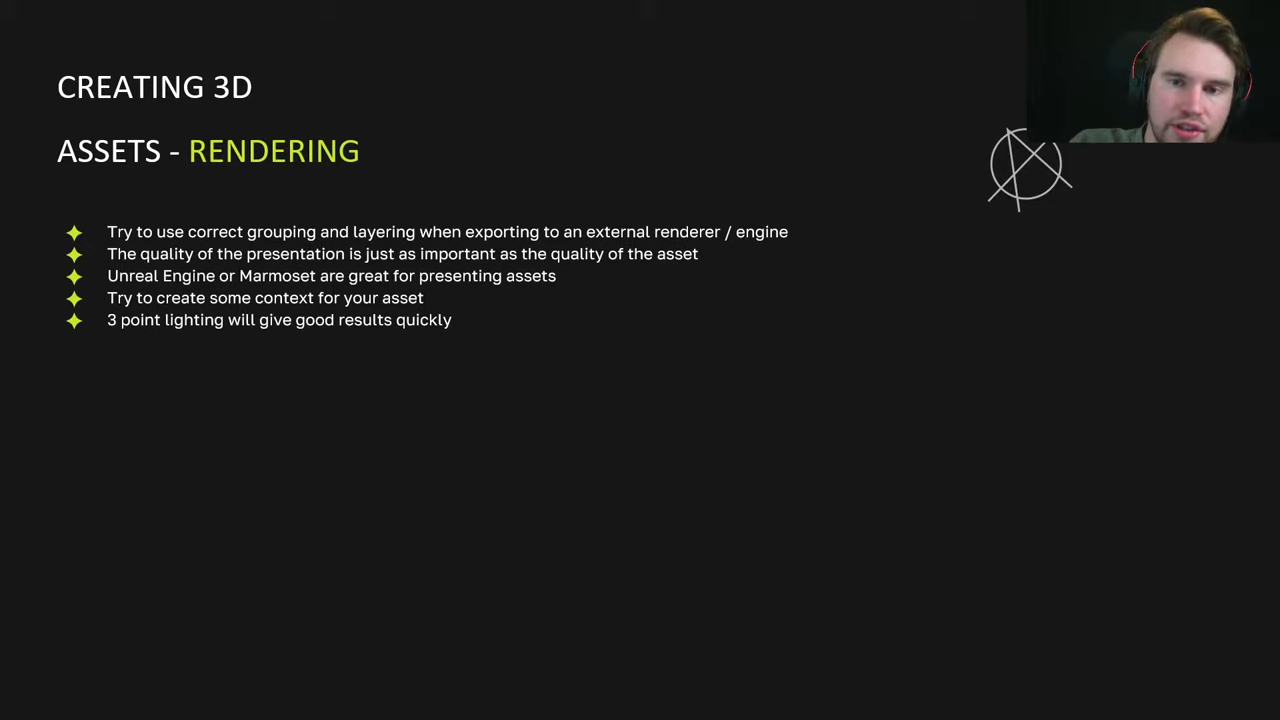 CREATING 3D
ASSETS - RENDERING
Try to use correct grouping and layering when exporting to an external renderer / engine
The quality of the presentation is just as important as the quality of the asset
Unreal Engine or Marmoset are great for presenting assets
Try to create some context for your asset
3 point lighting will give good results quickly